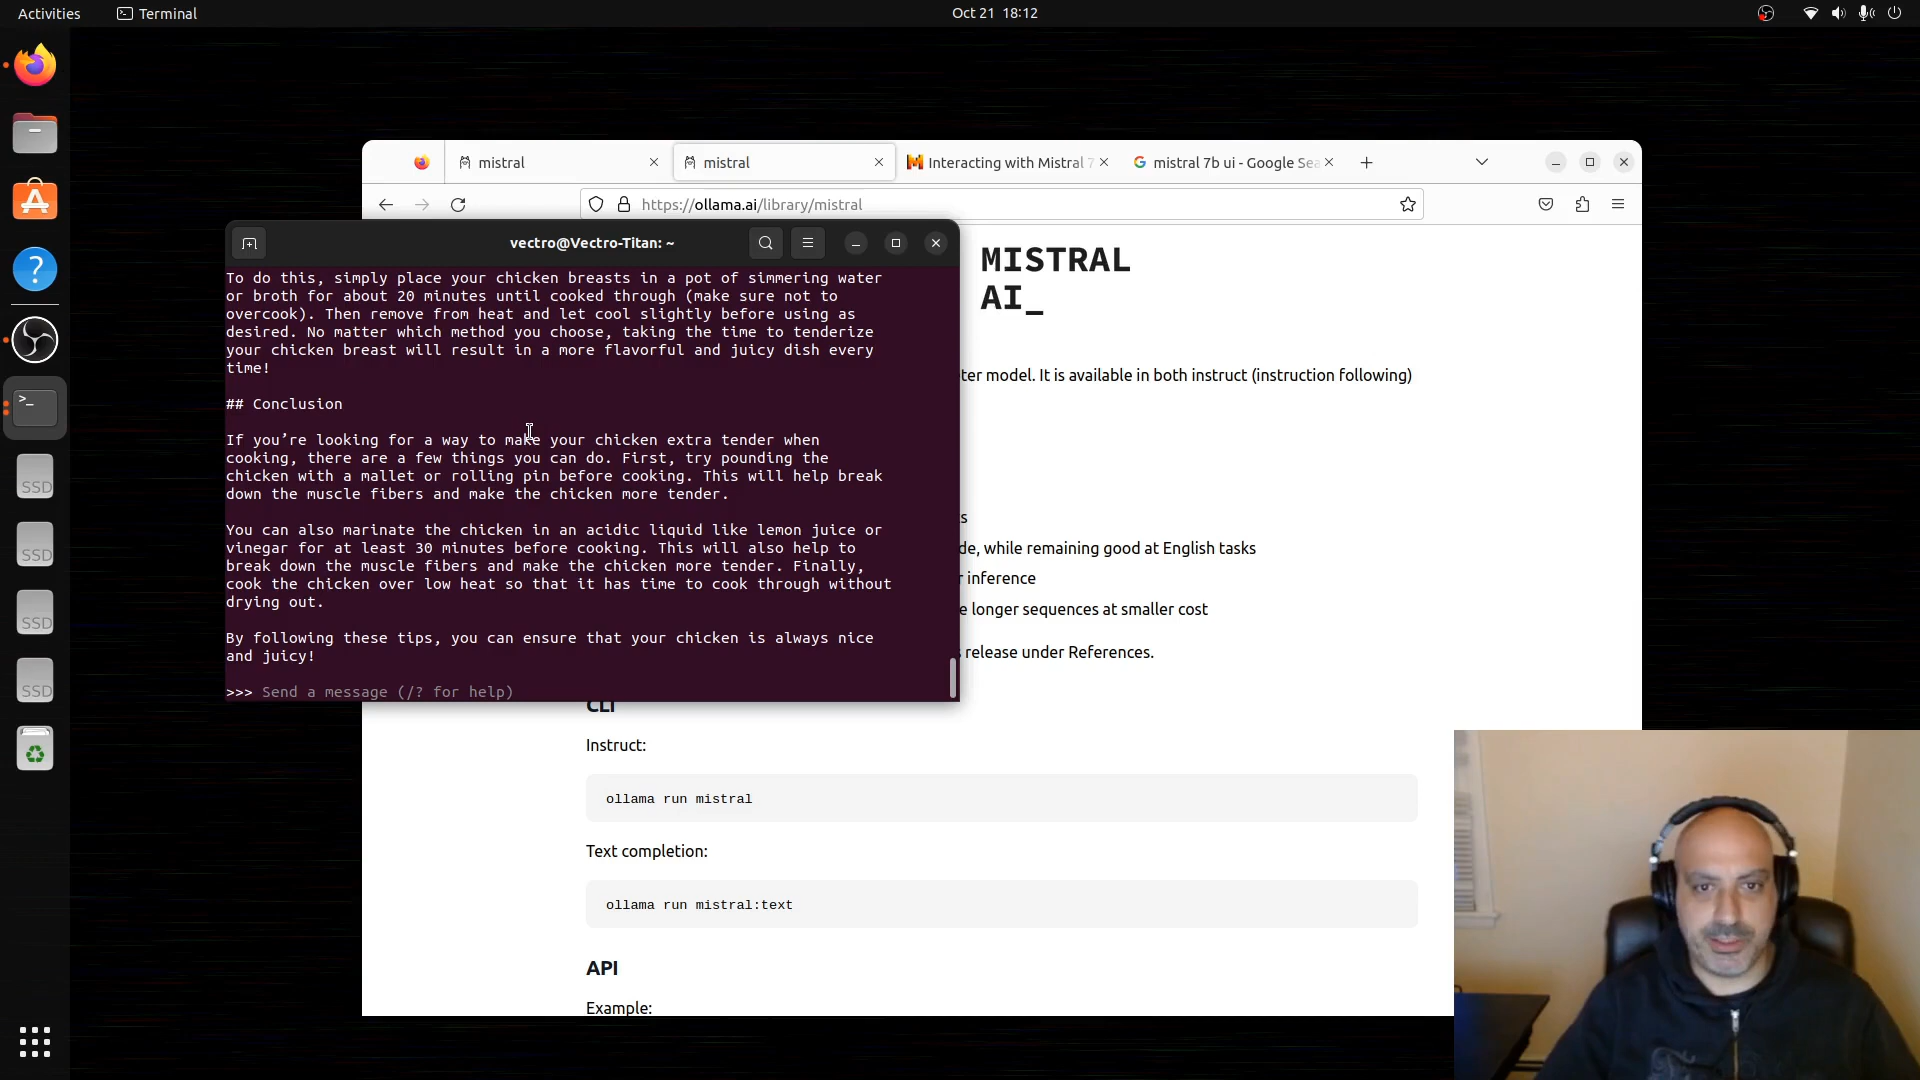 Activities
Terminal
Oct 21 18:12
mistral
mistral
Interacting with Mistral 7
mistral 7b ui - Google Sea
https://ollama.ai/library/mistral
vectro@Vectro-Titan: ~
To do this, simply place your chicken breasts in a pot of simmering water
or broth for about 20 minutes until cooked through (make sure not to
overcook). Then remove from heat and let cool slightly before using as
desired. No matter which method you choose, taking the time to tenderize
your chicken breast will result in a more flavorful and juicy dish every
time!
## Conclusion
If you’re looking for a way to make your chicken extra tender when
cooking, there are a few things you can do. First, try pounding the
chicken with a mallet or rolling pin before cooking. This will help break
down the muscle fibers and make the chicken more tender.
You can also marinate the chicken in an acidic liquid like lemon juice or
vinegar for at least 30 minutes before cooking. This will also help to
break down the muscle fibers and make the chicken more tender. Finally,
cook the chicken over low heat so that it has time to cook through without
drying out.
By following these tips, you can ensure that your chicken is always nice
and juicy!
>>> Send a message (/? for help)
MISTRAL
AI_
ter model. It is available in both instruct (instruction following)
s
de, while remaining good at English tasks
r inference
e longer sequences at smaller cost
release under References.
CLI
Instruct:
ollama run mistral
Text completion:
ollama run mistral:text
API
Example:
SSD
SSD
SSD
SSD